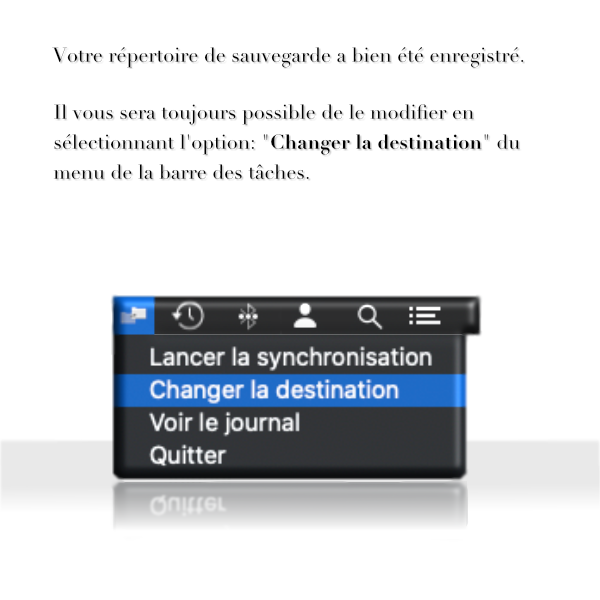 Votre répertoire de sauvegarde a bien été enregistré.
Il vous sera toujours possible de le modifier en
sélectionnant l'option: "Changer la destination" du
menu de la barre des tâches.
Lancer la synchronisation
Changer la destination
Voir le journal
Quitter